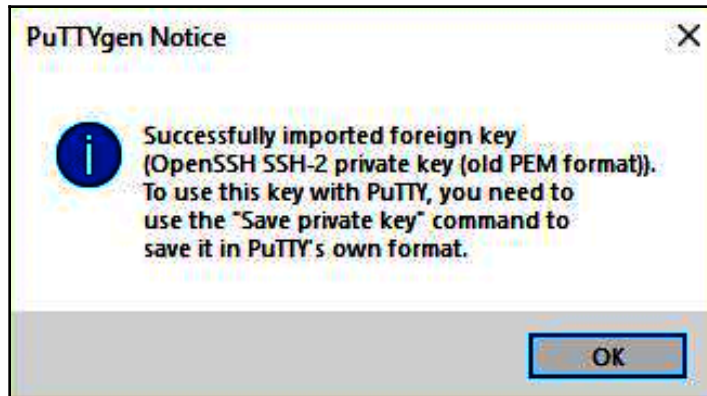 PuTTYgen Notice
Successfully imported foreign key
(OpenSSH SSH-2 private key (old PEM format)).
To use this key with PuTTY, you need to
use the "Save private key" command to
save it in PuTTY's own format.
OK